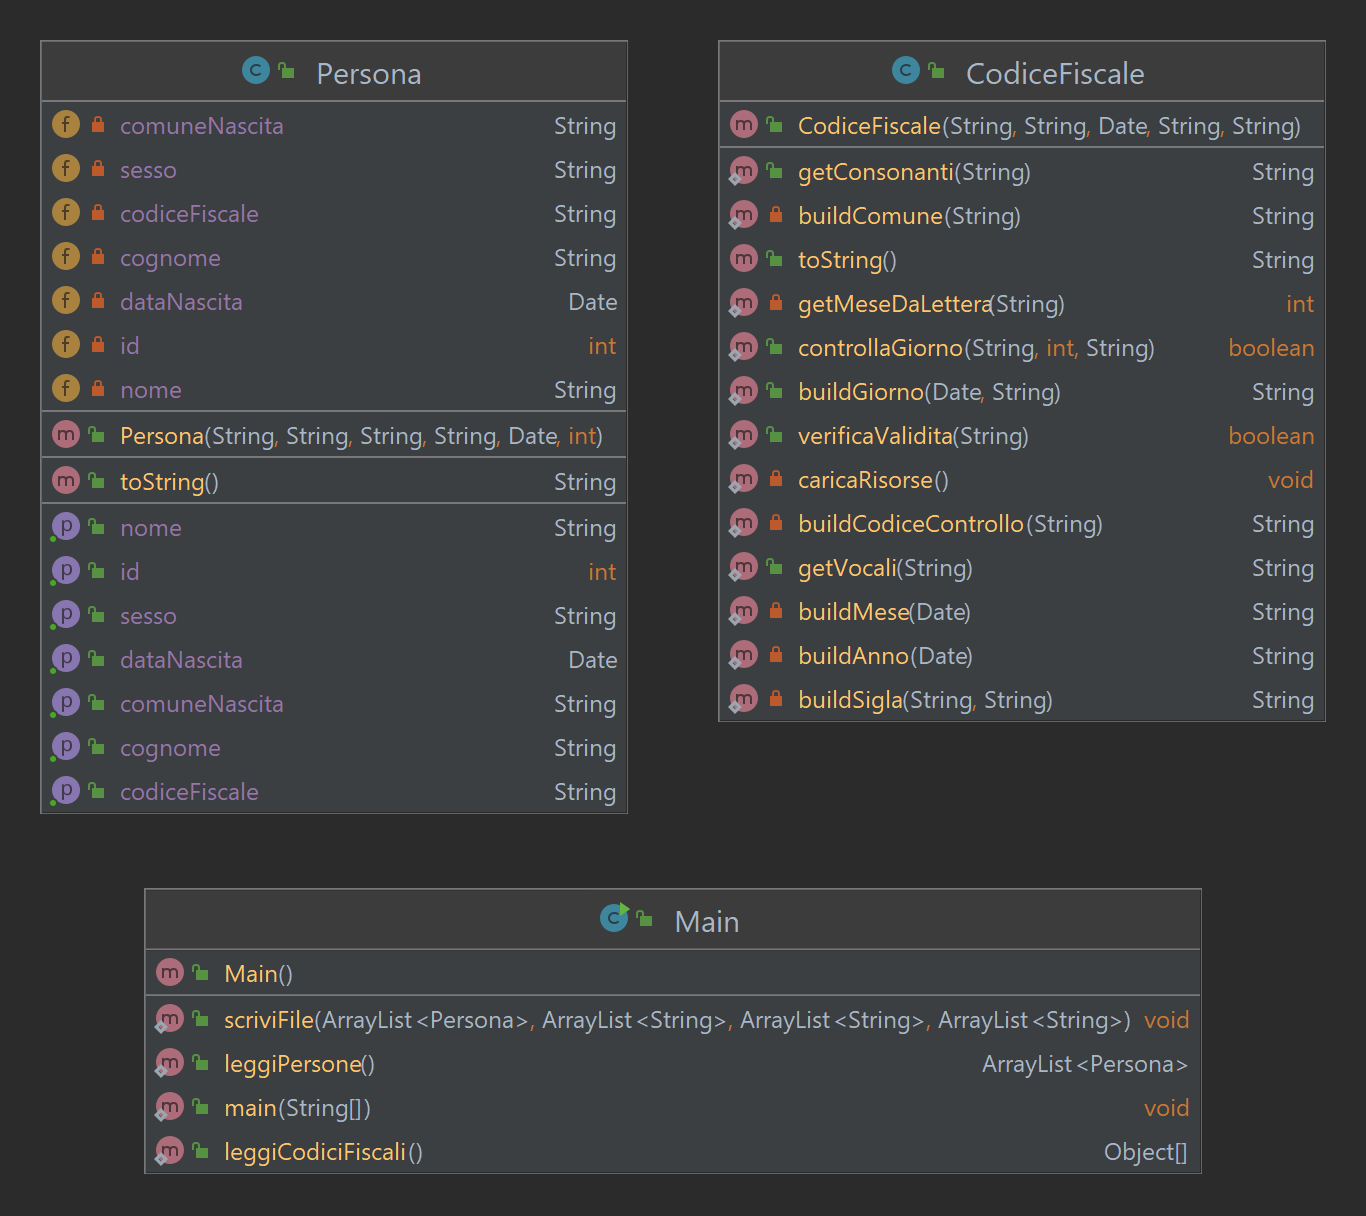 Persona
comuneNascita String
sesso String
codiceFiscale String
cognome String
dataNascita Date
id int
nome String
Persona(String, String, String, String, Date, int)
toString() String
nome String
id int
sesso String
dataNascita Date
comuneNascita String
cognome String
codiceFiscale String
CodiceFiscale
CodiceFiscale(String, String, Date, String, String)
getConsonanti(String) String
buildComune(String) String
toString() String
getMeseDaLettera(String) int
controllaGiorno(String, int, String) boolean
buildGiorno(Date, String) String
verificaValidita(String) boolean
caricaRisorse() void
buildCodiceControllo(String) String
getVocali(String) String
buildMese(Date) String
buildAnno(Date) String
buildSigla(String, String) String
Main
Main()
scriviFile(ArrayList<Persona>, ArrayList<String>, ArrayList<String>, ArrayList<String>) void
leggiPersone() ArrayList<Persona>
main(String[]) void
leggiCodiciFiscali() Object[]